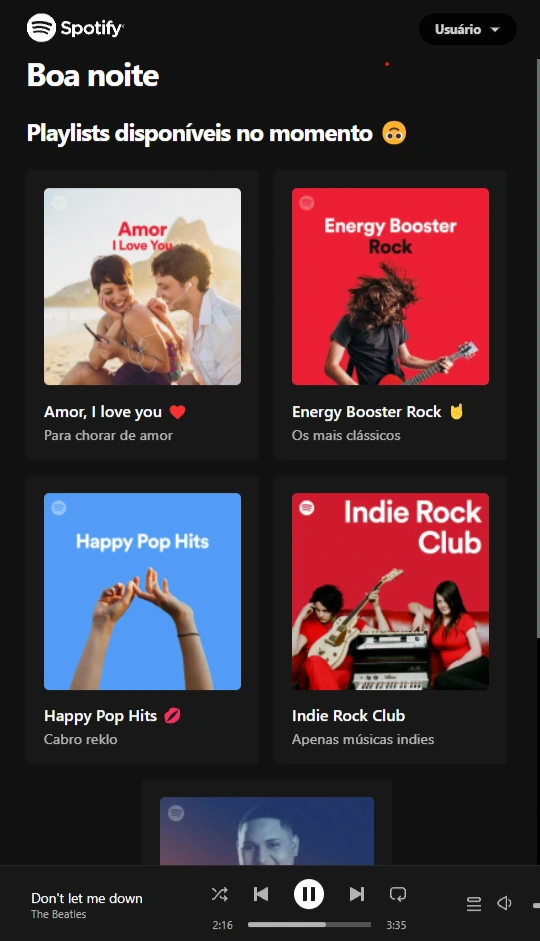 Spotify
Usuário
Boa noite
Playlists disponíveis no momento 🙃
Amor
I Love You
Energy Booster
Rock
Amor, I love you ❤️
Para chorar de amor
Energy Booster Rock 🤘
Os mais clássicos
Happy Pop Hits
Indie Rock
Club
Happy Pop Hits 💋
Cabro reklo
Indie Rock Club
Apenas músicas indies
Don't let me down
The Beatles
2:16
3:35